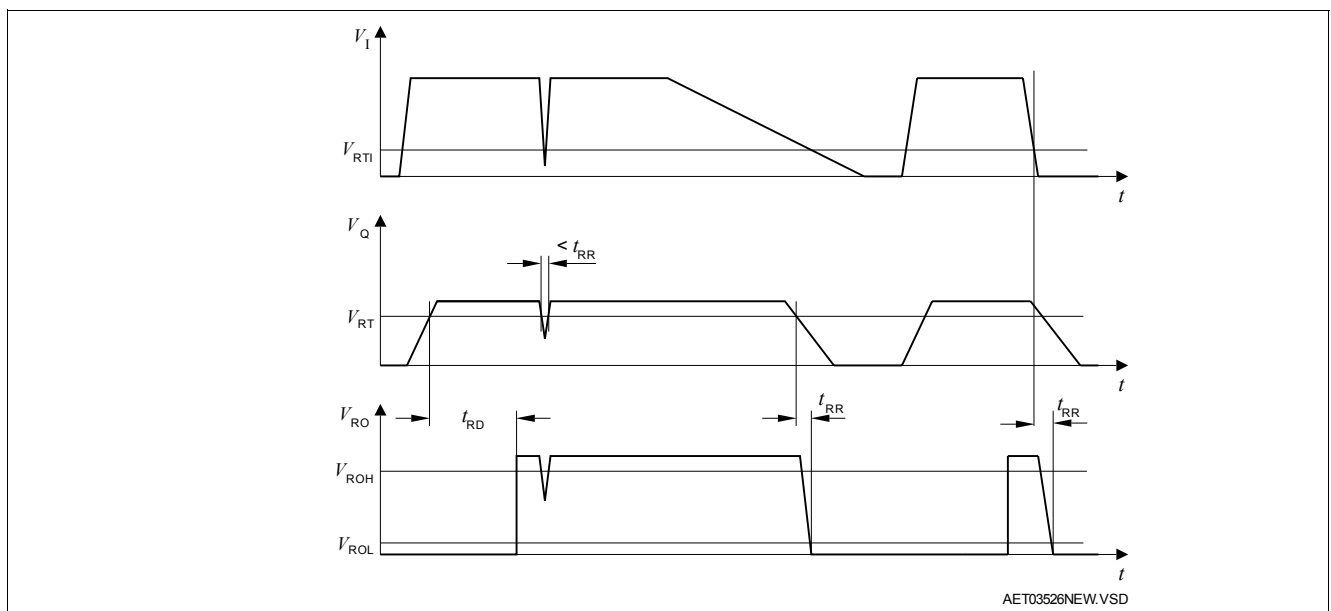 V_I
V_RTI
t
V_Q
< t_RR
V_RT
t
V_RO
t_RD
t_RR
t_RR
V_ROH
V_ROL
t
AET03526NEW.VSD